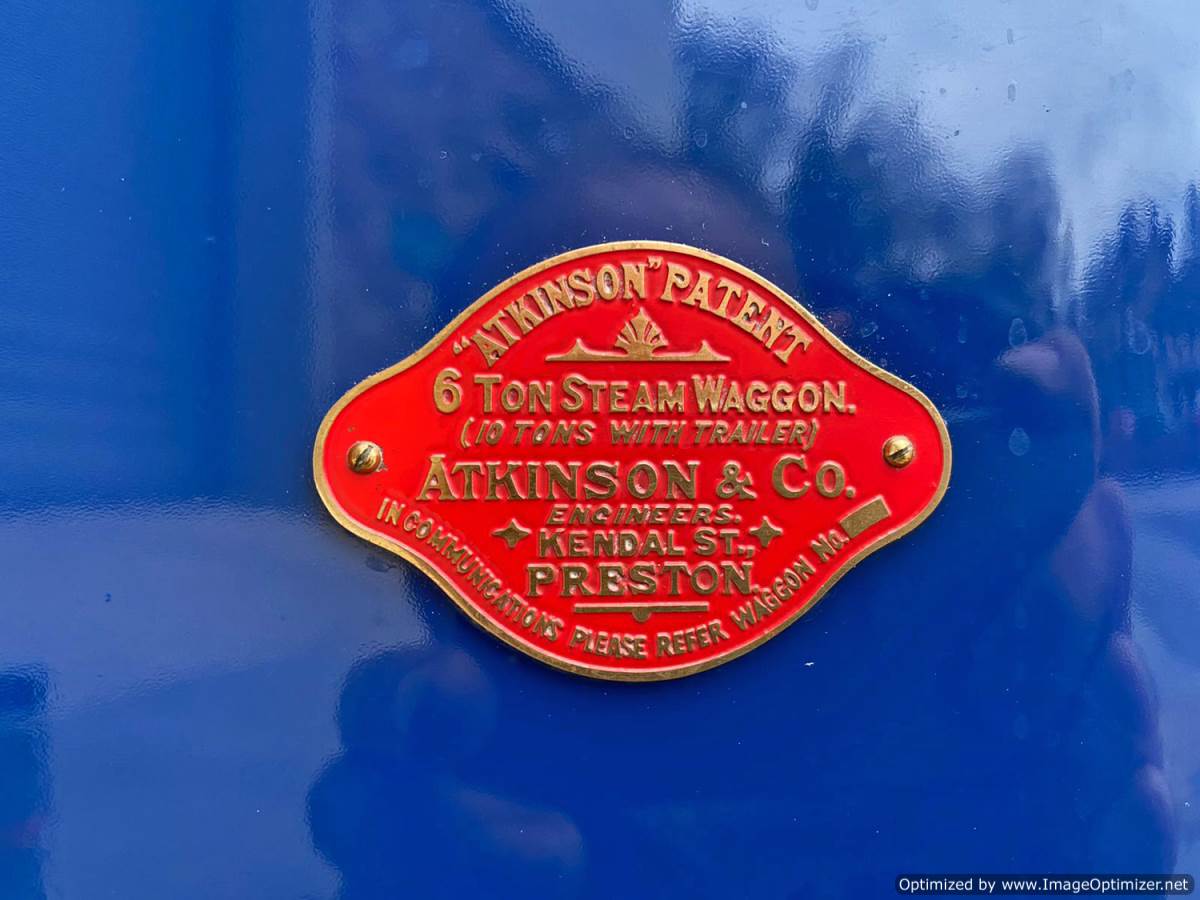 "ATKINSON" PATENT
6 TON STEAM WAGGON.
(10 TONS WITH TRAILER)
ATKINSON & CO.
ENGINEERS.
KENDAL ST.,
PRESTON.
IN COMMUNICATIONS PLEASE REFER WAGGON No.
Optimized by www.ImageOptimizer.net